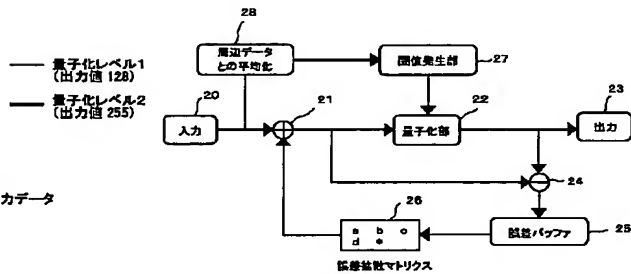 量子化レベル1
(出力値 128)
量子化レベル2
(出力値 255)
力データ
28
周辺データ
との平均化
閾値発生部
27
20
入力
21
量子化部
22
23
出力
24
26
a b c
d *
誤差拡散マトリクス
誤差バッファ
25